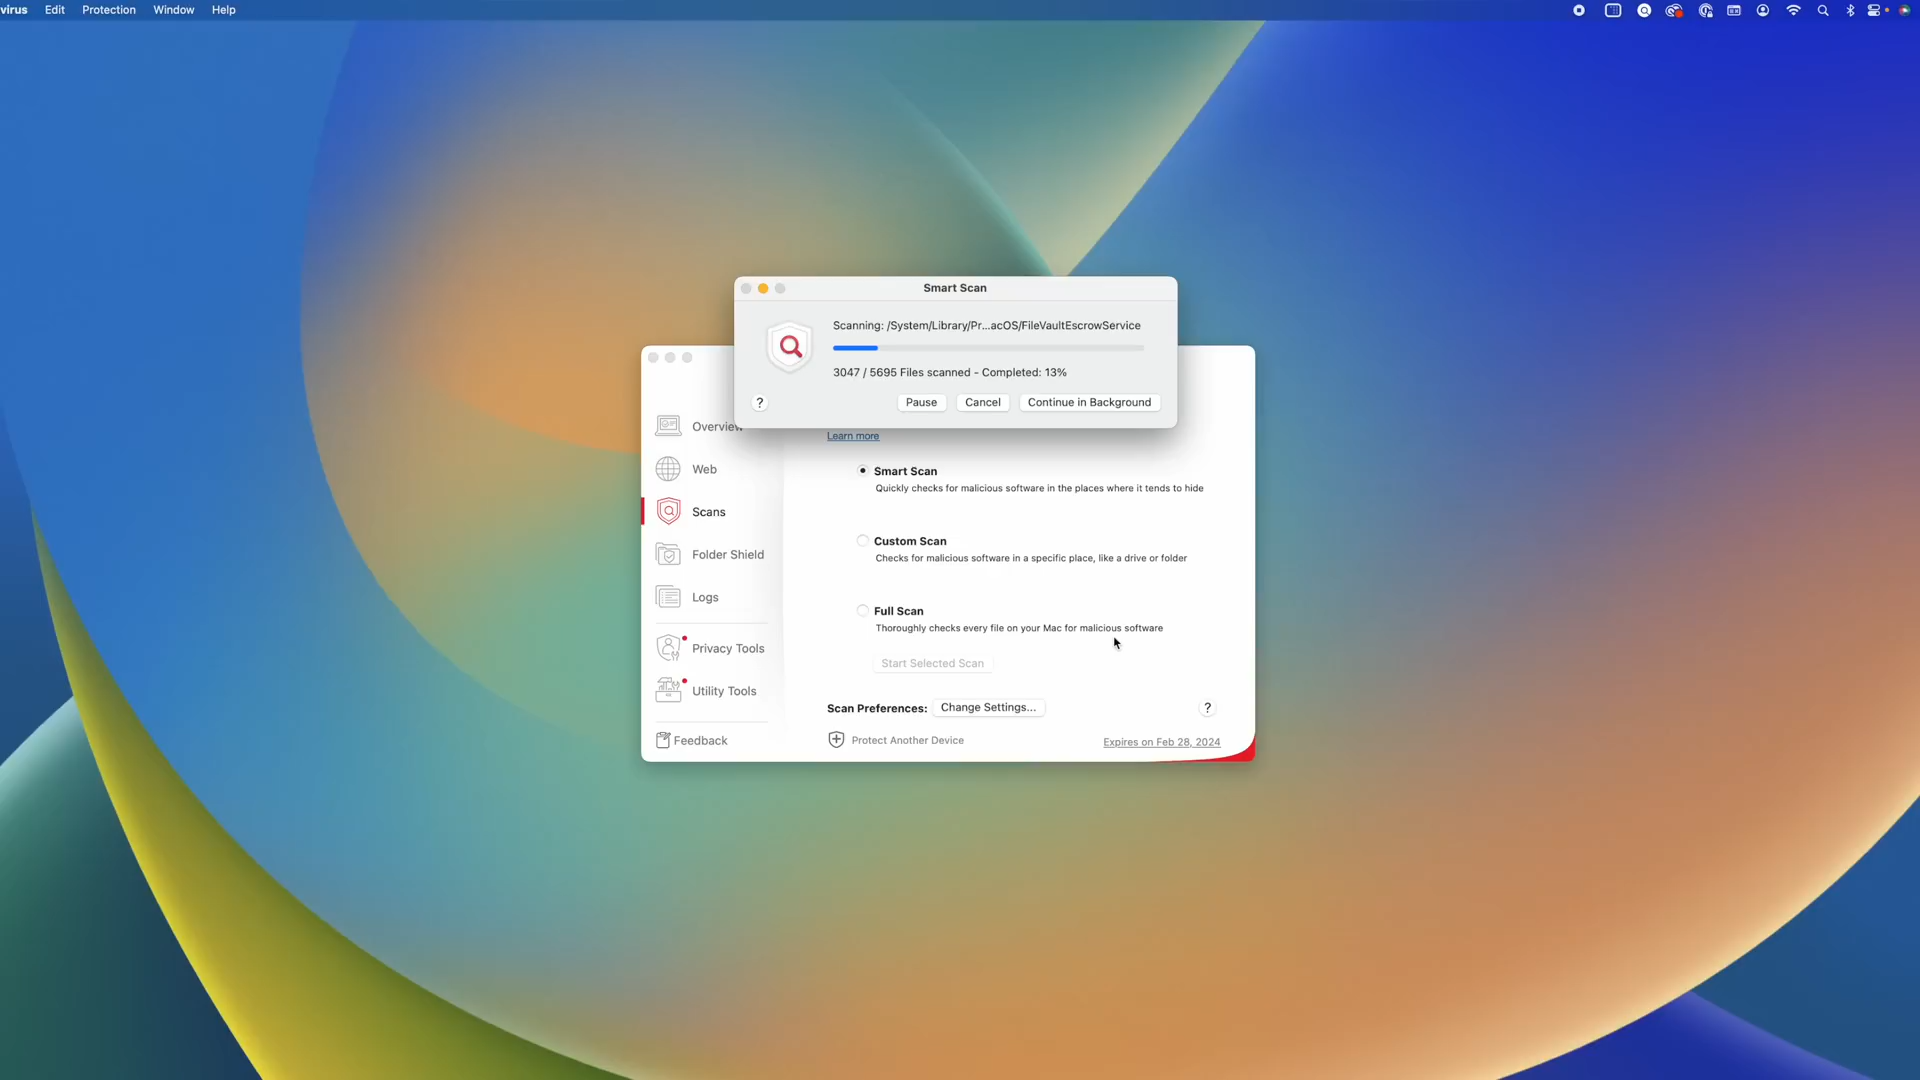 virus Edit Protection Window Help
Smart Scan
Scanning: /System/Library/Pr...acOS/FileVaultEscrowService
3047 / 5695 Files scanned - Completed: 13%
? Pause Cancel Continue in Background
Learn more
Overview
Web
Scans
Folder Shield
Logs
Privacy Tools
Utility Tools
Feedback
Smart Scan
Quickly checks for malicious software in the places where it tends to hide
Custom Scan
Checks for malicious software in a specific place, like a drive or folder
Full Scan
Thoroughly checks every file on your Mac for malicious software
Start Selected Scan
Scan Preferences: Change Settings... ?
Protect Another Device Expires on Feb 28, 2024